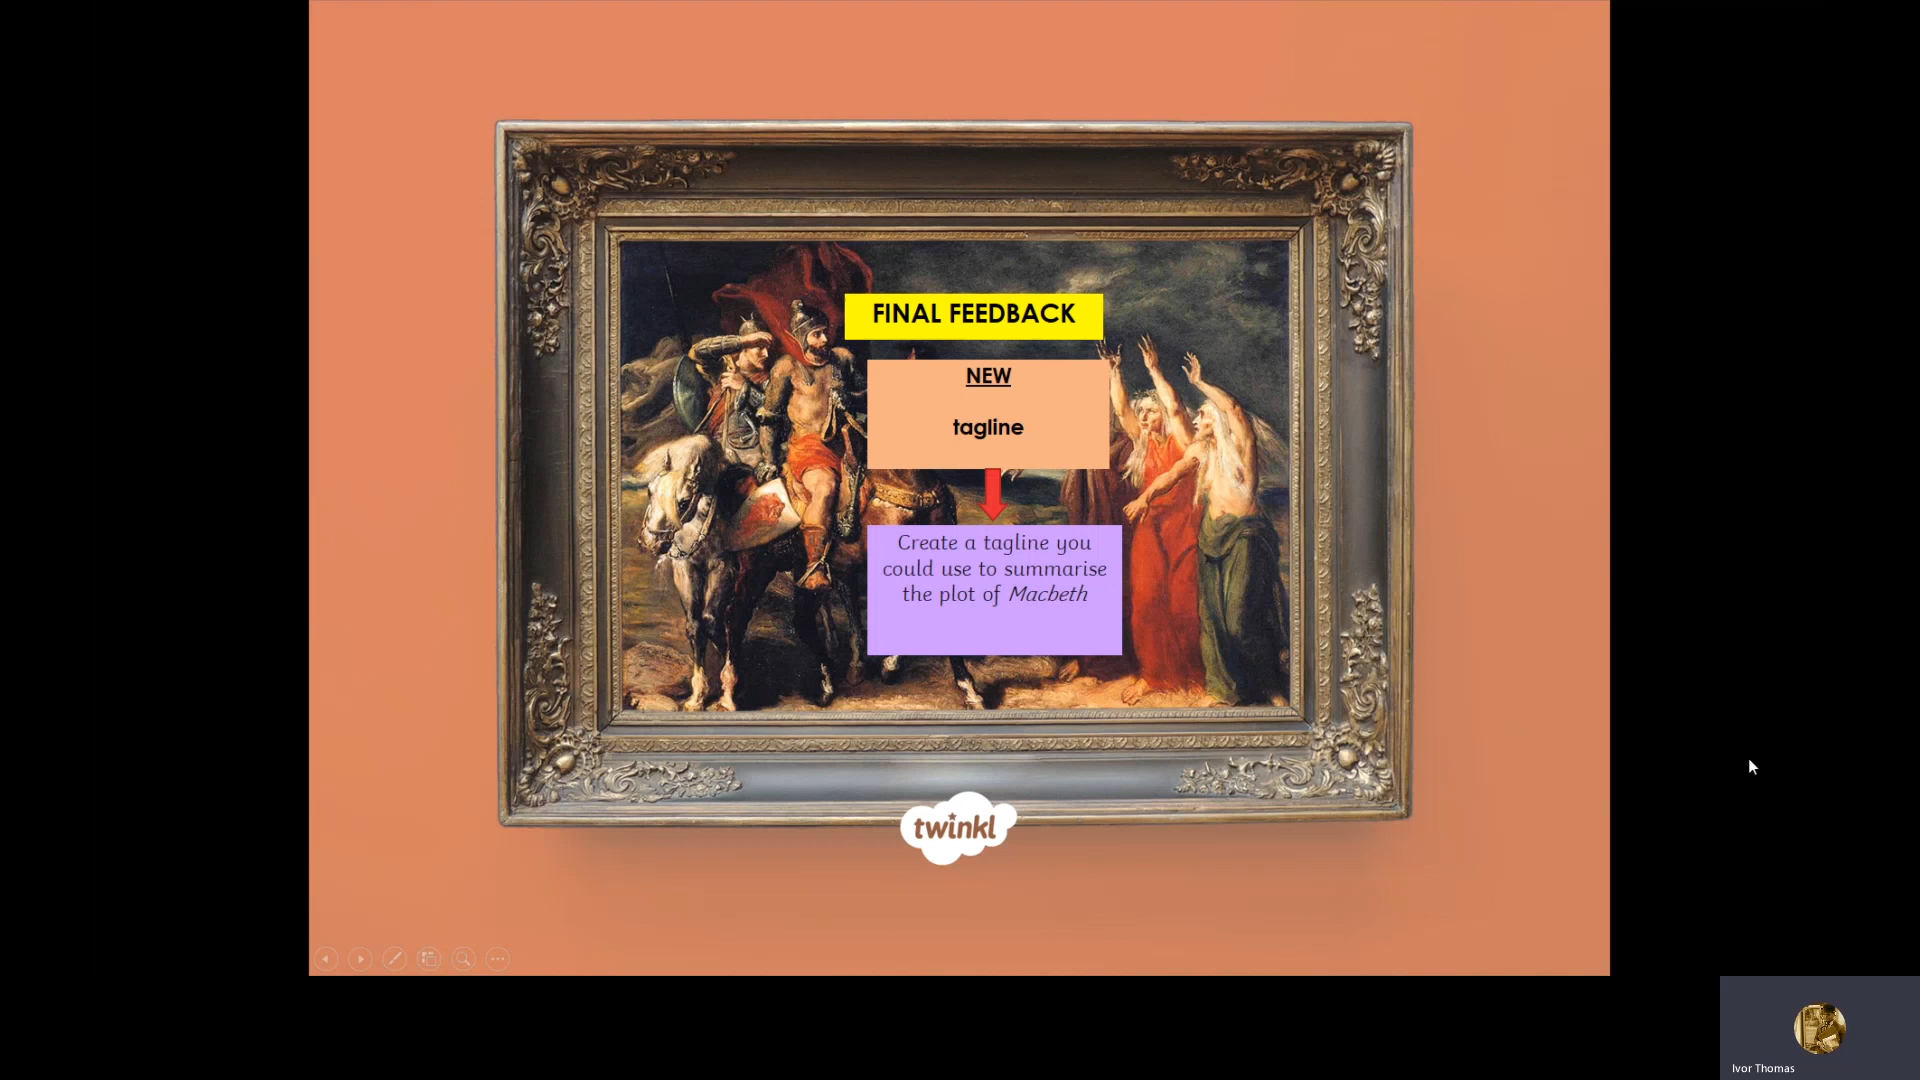 FINAL FEEDBACK
NEW
tagline
Create a tagline you
could use to summarise
the plot of Macbeth
twinkl
Ivor Thomas